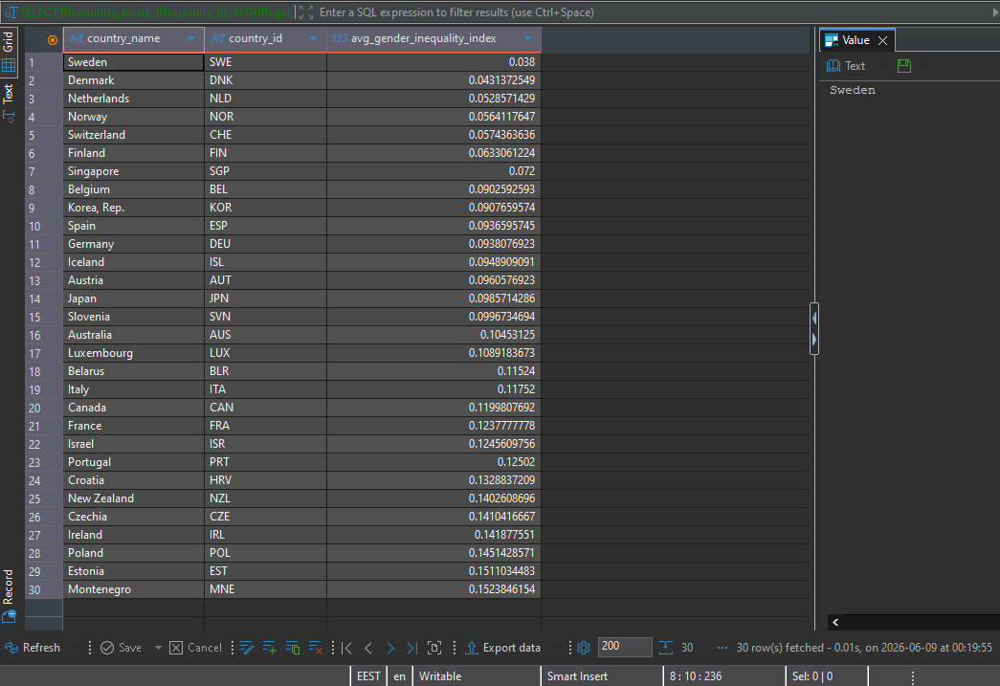 SELECT ffh.country_name, ffh.country_id, AVG(ffh.ger Enter a SQL expression to filter results (use Ctrl+Space)
Grid
Text
Record
country_name country_id 123 avg_gender_inequality_index
1 Sweden SWE 0.038
2 Denmark DNK 0.0431372549
3 Netherlands NLD 0.0528571429
4 Norway NOR 0.0564117647
5 Switzerland CHE 0.0574363636
6 Finland FIN 0.0633061224
7 Singapore SGP 0.072
8 Belgium BEL 0.0902592593
9 Korea, Rep. KOR 0.0907659574
10 Spain ESP 0.0936595745
11 Germany DEU 0.0938076923
12 Iceland ISL 0.0948909091
13 Austria AUT 0.0960576923
14 Japan JPN 0.0985714286
15 Slovenia SVN 0.0996734694
16 Australia AUS 0.10453125
17 Luxembourg LUX 0.1089183673
18 Belarus BLR 0.11524
19 Italy ITA 0.11752
20 Canada CAN 0.1199807692
21 France FRA 0.1237777778
22 Israel ISR 0.1245609756
23 Portugal PRT 0.12502
24 Croatia HRV 0.1328837209
25 New Zealand NZL 0.1402608696
26 Czechia CZE 0.1410416667
27 Ireland IRL 0.141877551
28 Poland POL 0.1451428571
29 Estonia EST 0.1511034483
30 Montenegro MNE 0.1523846154
Value
Text
Sweden
Refresh Save Cancel Export data 200 30 30 row(s) fetched - 0.01s, on 2026-06-09 at 00:19:55
EEST en Writable Smart Insert 8 : 10 : 236 Sel: 0 | 0